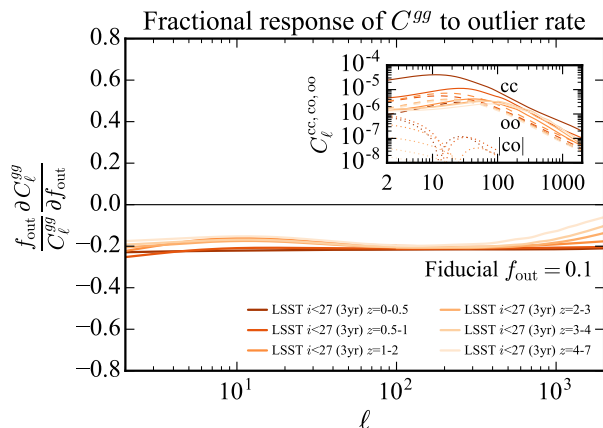 Fractional response of C^{gg} to outlier rate
0.8
0.6
0.4
0.2
0.0
−0.2
−0.4
−0.6
−0.8
f_out ∂C_ℓ^{gg}
C_ℓ^{gg} ∂f_out
10^1
10^2
10^3
ℓ
C_ℓ^{cc,co,oo}
10^{-4}
10^{-5}
10^{-6}
10^{-7}
10^{-8}
2
10
100
1000
cc
oo
|co|
Fiducial f_out = 0.1
LSST i<27 (3yr) z=0-0.5
LSST i<27 (3yr) z=0.5-1
LSST i<27 (3yr) z=1-2
LSST i<27 (3yr) z=2-3
LSST i<27 (3yr) z=3-4
LSST i<27 (3yr) z=4-7